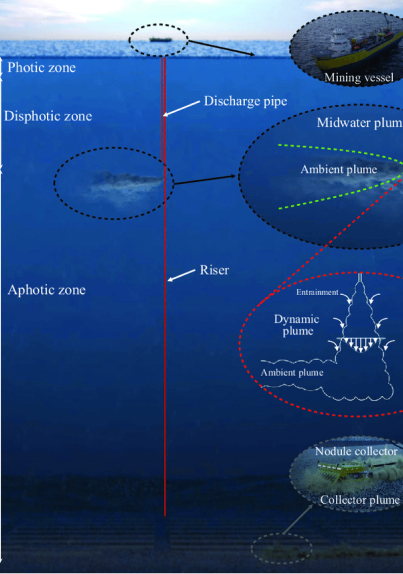 Photic zone
Mining vessel
Discharge pipe
Disphotic zone
Midwater plum
Ambient plume
Riser
Aphotic zone
Entrainment
Dynamic
plume
Ambient plume
Nodule collector
Collector plume